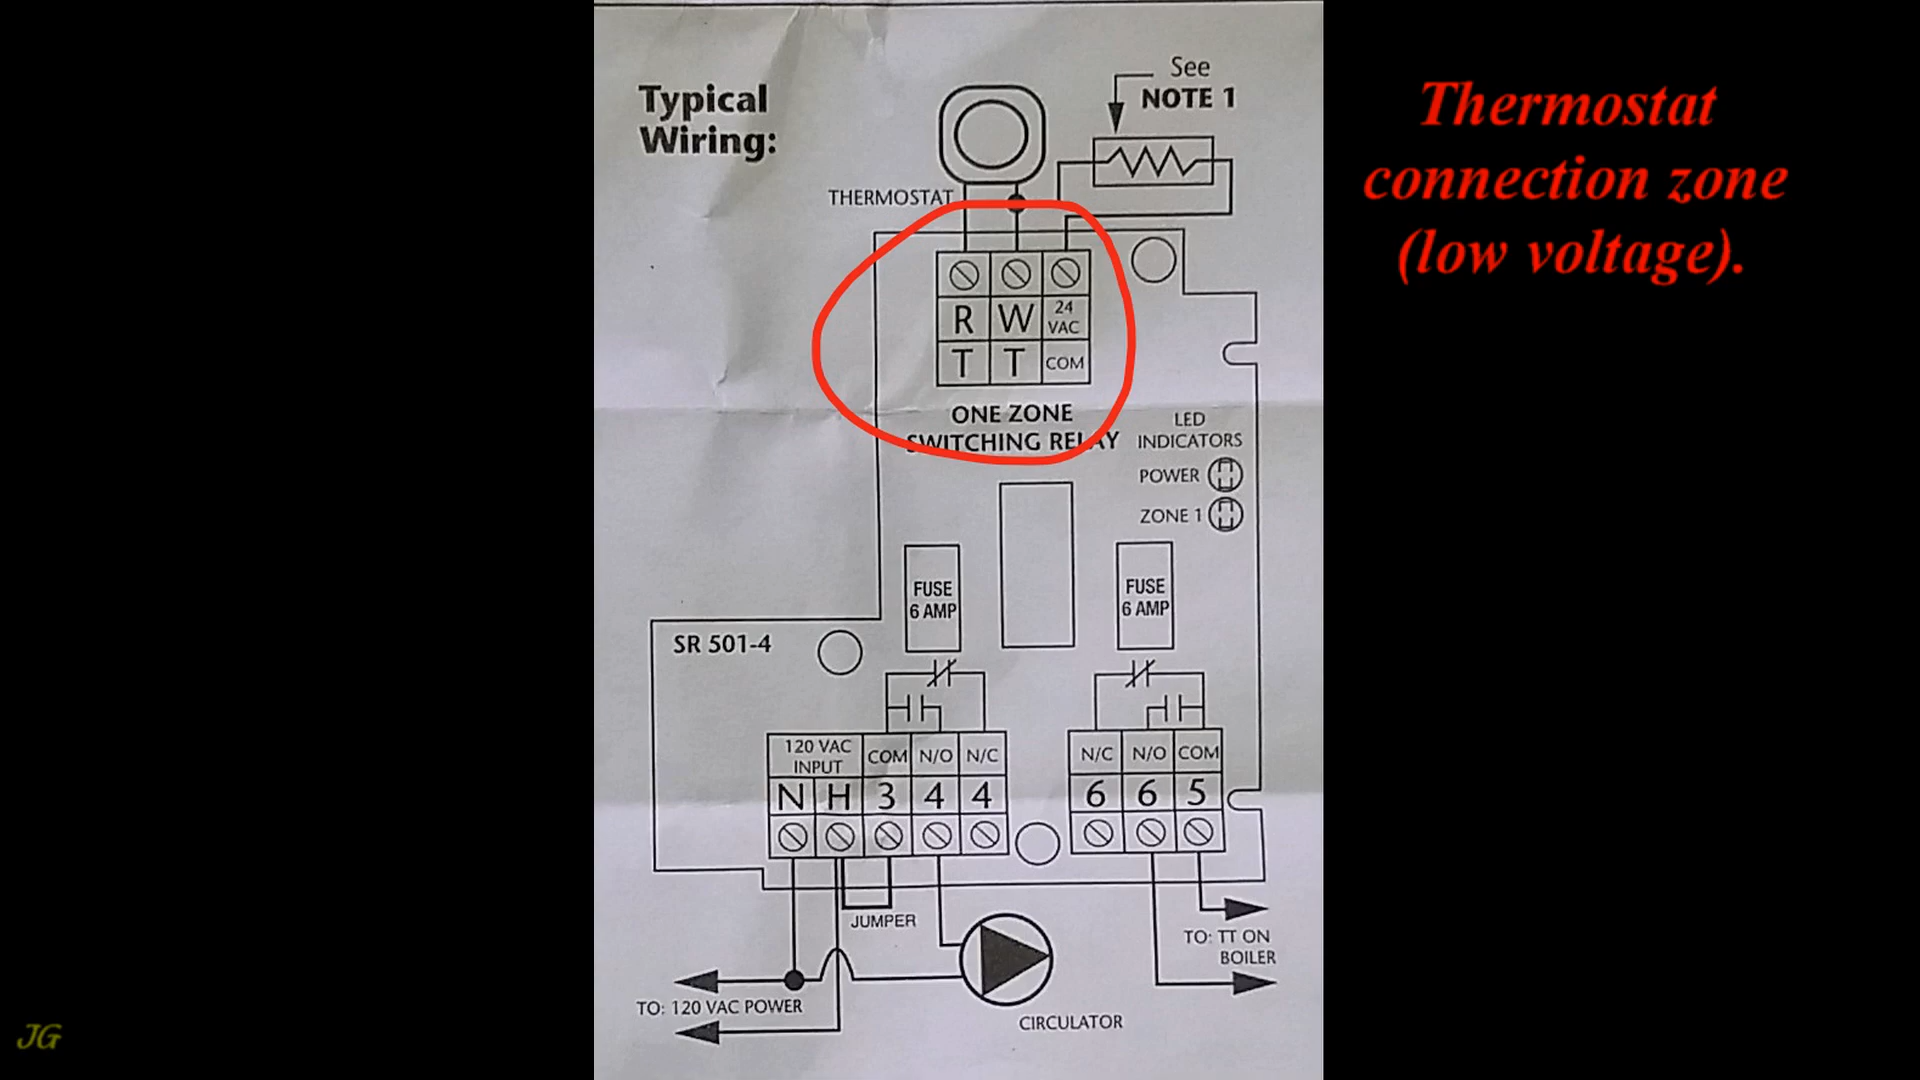 Typical
Wiring:
See
NOTE 1
THERMOSTAT
Thermostat
connection zone
(low voltage).
R W 24 VAC
T T COM
ONE ZONE
SWITCHING RELAY
LED
INDICATORS
POWER
ZONE 1
FUSE
6 AMP
FUSE
6 AMP
SR 501-4
120 VAC
INPUT
COM N/O N/C
N H 3 4 4
N/C N/O COM
6 6 5
JUMPER
TO: TT ON
BOILER
TO: 120 VAC POWER
CIRCULATOR
JG